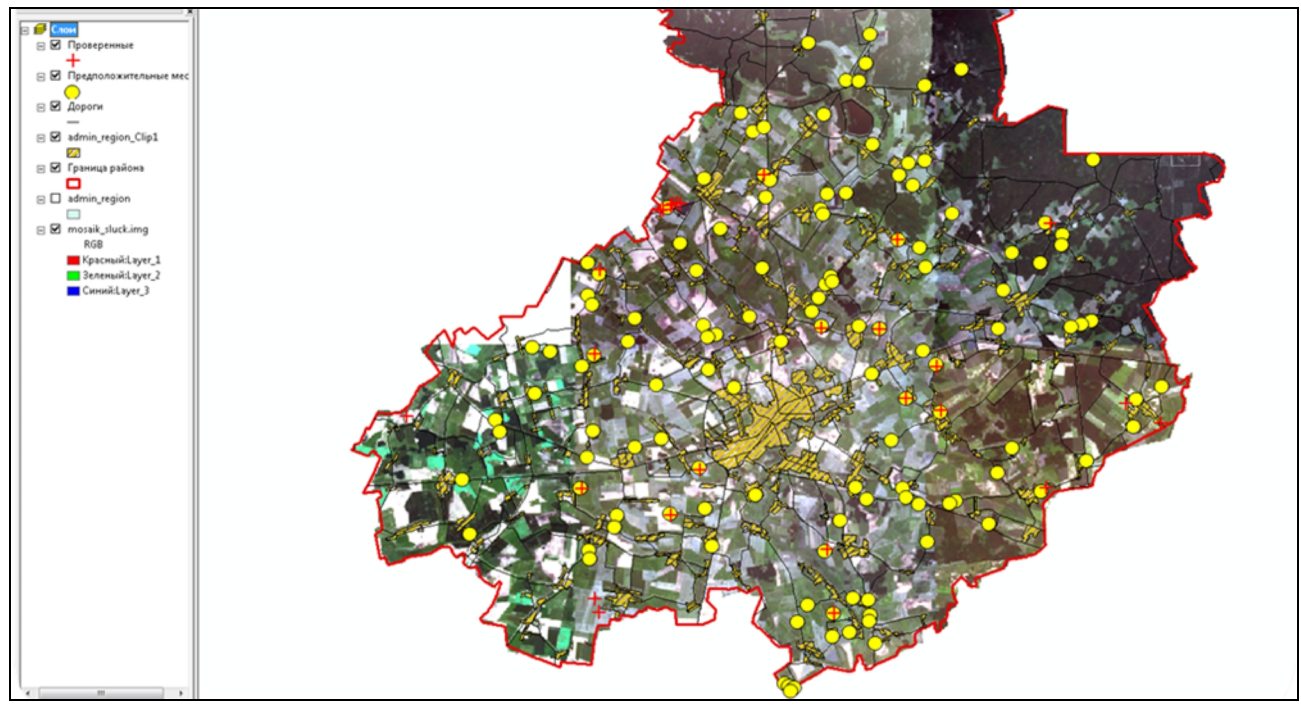 Слои
Проверенные
Предположительные мес
Дороги
admin_region_Clip1
Граница района
admin_region
mosaik_sluck.img
RGB
Красный:Layer_1
Зеленый:Layer_2
Синий:Layer_3